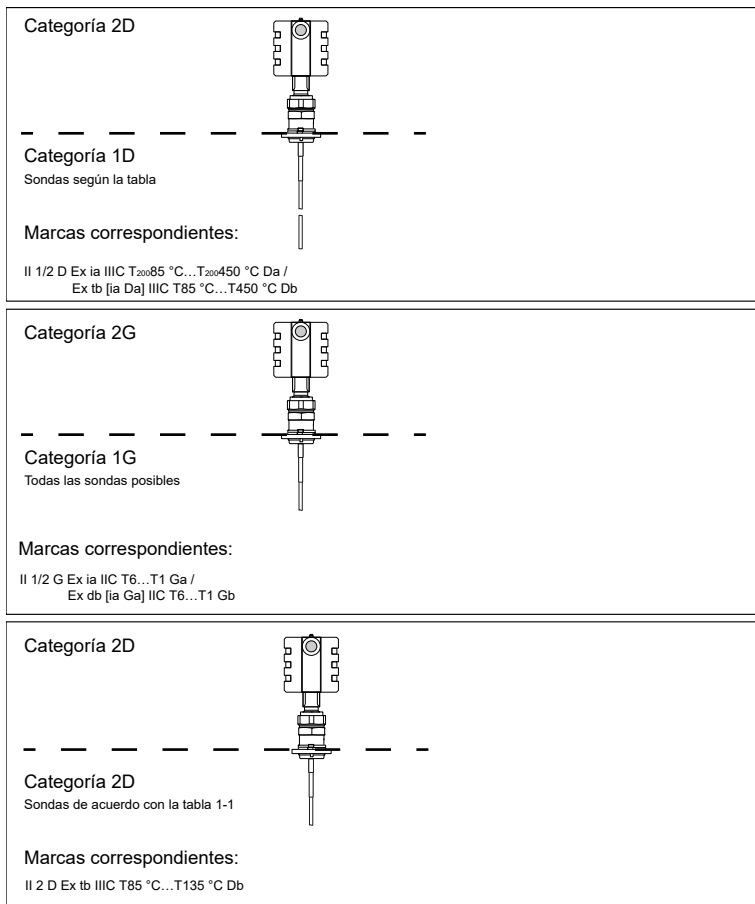 Categoría 2D
Categoría 1D
Sondas según la tabla
Marcas correspondientes:
II 1/2 D Ex ia IIIC T₂₀₀85 °C…T₂₀₀450 °C Da /
Ex tb [ia Da] IIIC T85 °C…T450 °C Db
Categoría 2G
Categoría 1G
Todas las sondas posibles
Marcas correspondientes:
II 1/2 G Ex ia IIC T6…T1 Ga /
Ex db [ia Ga] IIC T6…T1 Gb
Categoría 2D
Categoría 2D
Sondas de acuerdo con la tabla 1-1
Marcas correspondientes:
II 2 D Ex tb IIIC T85 °C…T135 °C Db